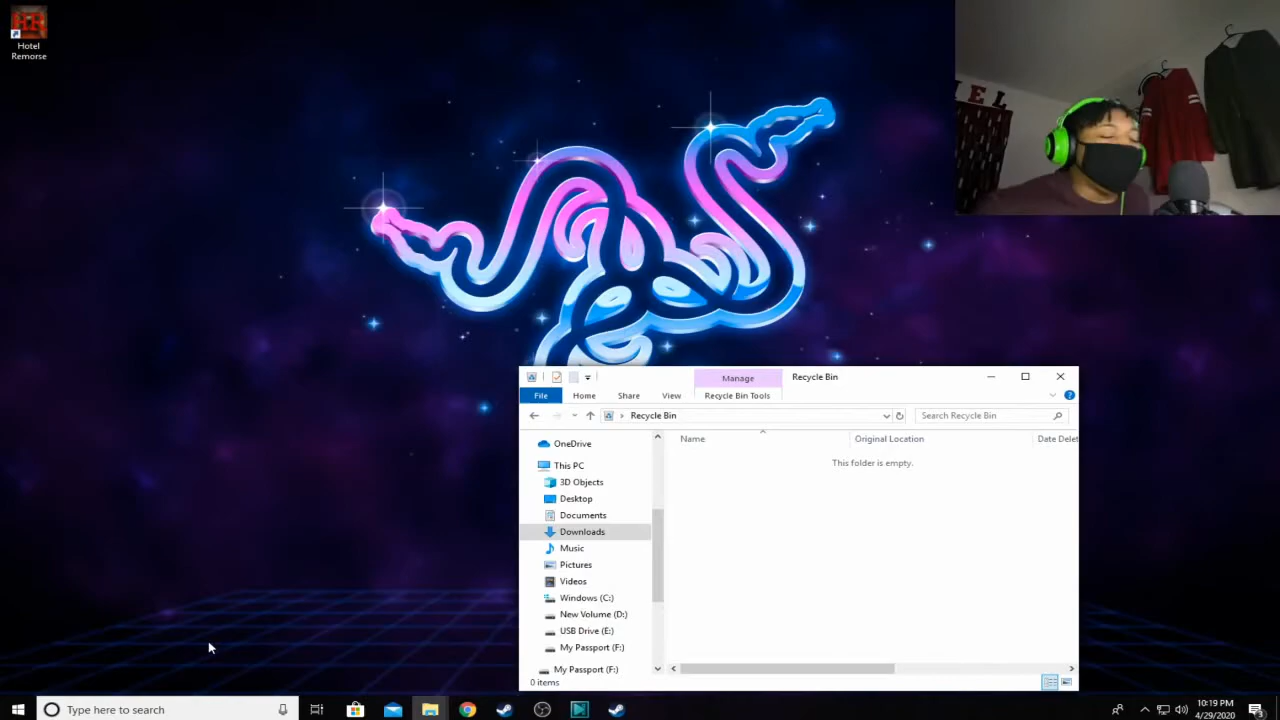 Hotel
Remorse
IEL
Manage
Recycle Bin
File
Home
Share
View
Recycle Bin Tools
Recycle Bin
Search Recycle Bin
Name
Original Location
Date Delet
This folder is empty.
OneDrive
This PC
3D Objects
Desktop
Documents
Downloads
Music
Pictures
Videos
Windows (C:)
New Volume (D:)
USB Drive (E:)
My Passport (F:)
My Passport (F:)
0 items
Type here to search
10:19 PM
4/29/2020